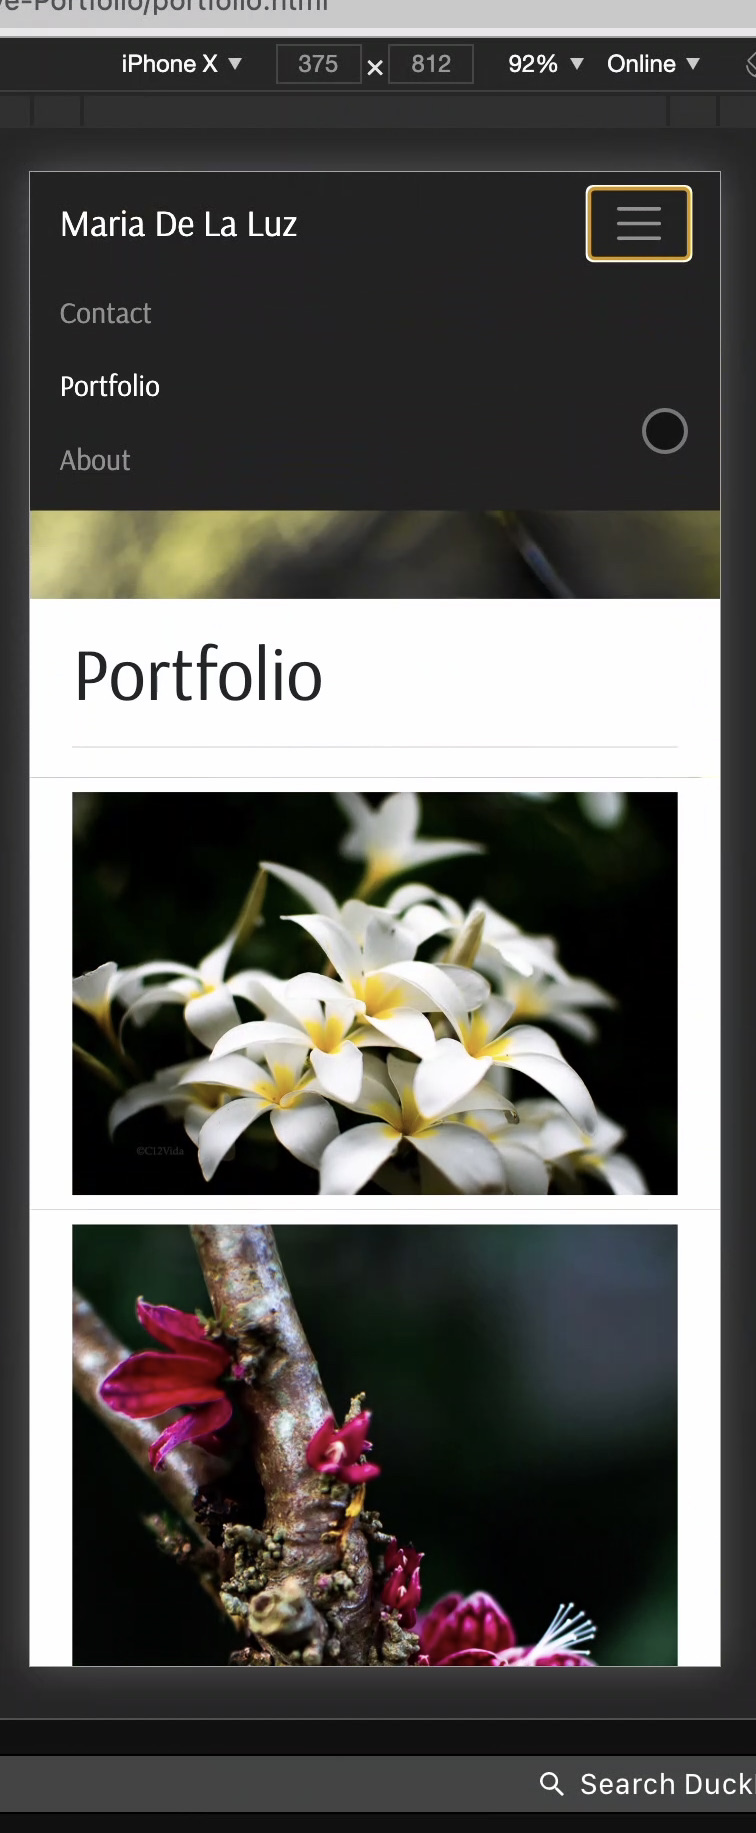 ve-Portfolio/portfolio.html
iPhone X ▼ 375 × 812 92% ▼ Online ▼
Maria De La Luz
Contact
Portfolio
About
Portfolio
©C12Vida
Search Duck